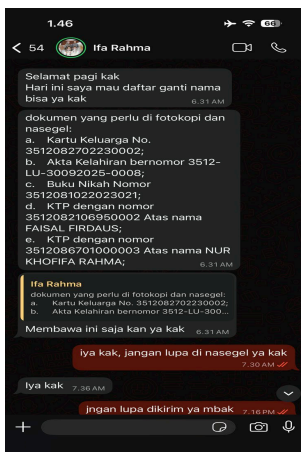 1.46
66
54
Ifa Rahma
Selamat pagi kak
Hari ini saya mau daftar ganti nama
bisa ya kak
6.31 AM
dokumen yang perlu di fotokopi dan
nasegel:
a. Kartu Keluarga No.
3512082702230002;
b. Akta Kelahiran bernomor 3512-
LU-30092025-0008;
c. Buku Nikah Nomor
3512081022023021;
d. KTP dengan nomor
3512082106950002 Atas nama
FAISAL FIRDAUS;
e. KTP dengan nomor
3512086701000003 Atas nama NUR
KHOFIFA RAHMA;
6.31 AM
Ifa Rahma
dokumen yang perlu di fotokopi dan nasegel:
a. Kartu Keluarga No. 3512082702230002;
b. Akta Kelahiran bernomor 3512-LU-300...
Membawa ini saja kan ya kak
6.31 AM
iya kak, jangan lupa di nasegel ya kak
7.30 AM
Iya kak
7.36 AM
jngan lupa dikirim ya mbak
7.16 PM